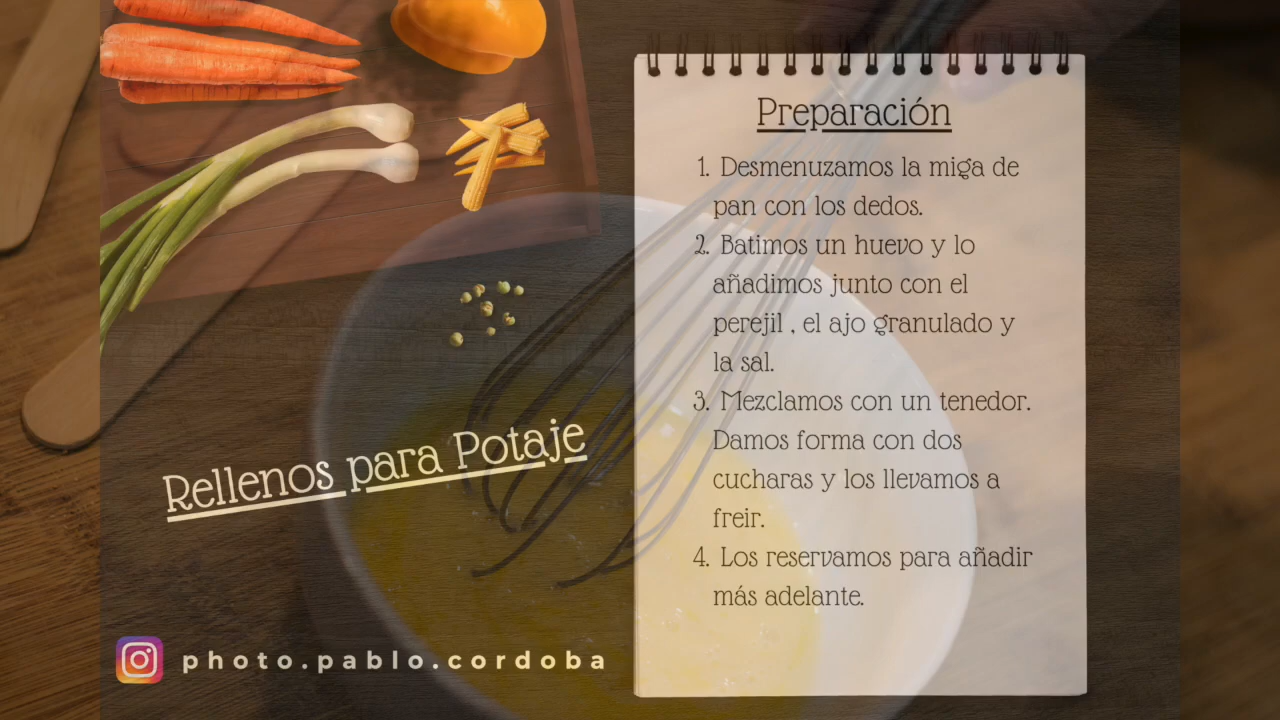 Preparación
1. Desmenuzamos la miga de
pan con los dedos.
2. Batimos un huevo y lo
añadimos junto con el
perejil , el ajo granulado y
la sal.
3. Mezclamos con un tenedor.
Damos forma con dos
cucharas y los llevamos a
freir.
4. Los reservamos para añadir
más adelante.
Rellenos para Potaje
photo.pablo.cordoba